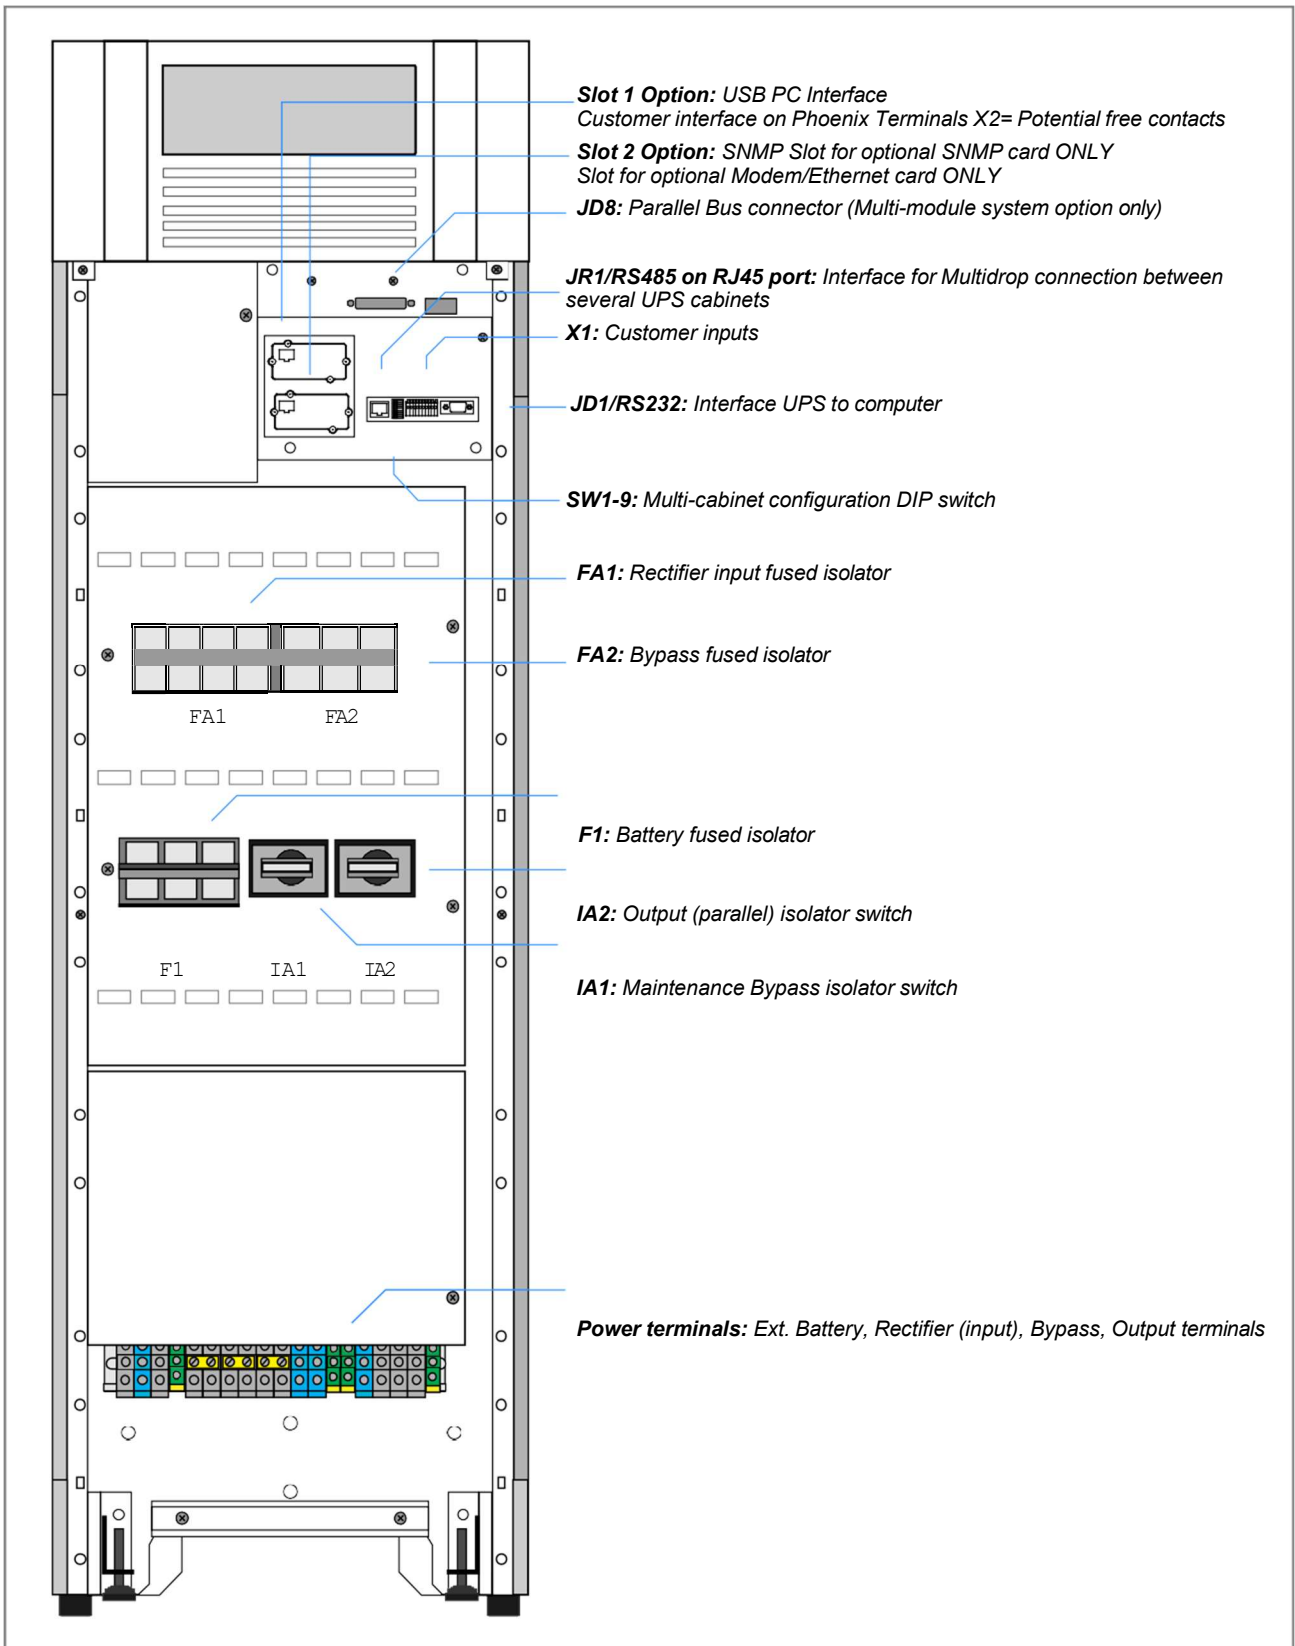 Slot 1 Option: USB PC Interface
Customer interface on Phoenix Terminals X2= Potential free contacts
Slot 2 Option: SNMP Slot for optional SNMP card ONLY
Slot for optional Modem/Ethernet card ONLY
JD8: Parallel Bus connector (Multi-module system option only)
JR1/RS485 on RJ45 port: Interface for Multidrop connection between
several UPS cabinets
X1: Customer inputs
JD1/RS232: Interface UPS to computer
SW1-9: Multi-cabinet configuration DIP switch
FA1: Rectifier input fused isolator
FA2: Bypass fused isolator
FA1 FA2
F1: Battery fused isolator
IA2: Output (parallel) isolator switch
F1 IA1 IA2
IA1: Maintenance Bypass isolator switch
Power terminals: Ext. Battery, Rectifier (input), Bypass, Output terminals